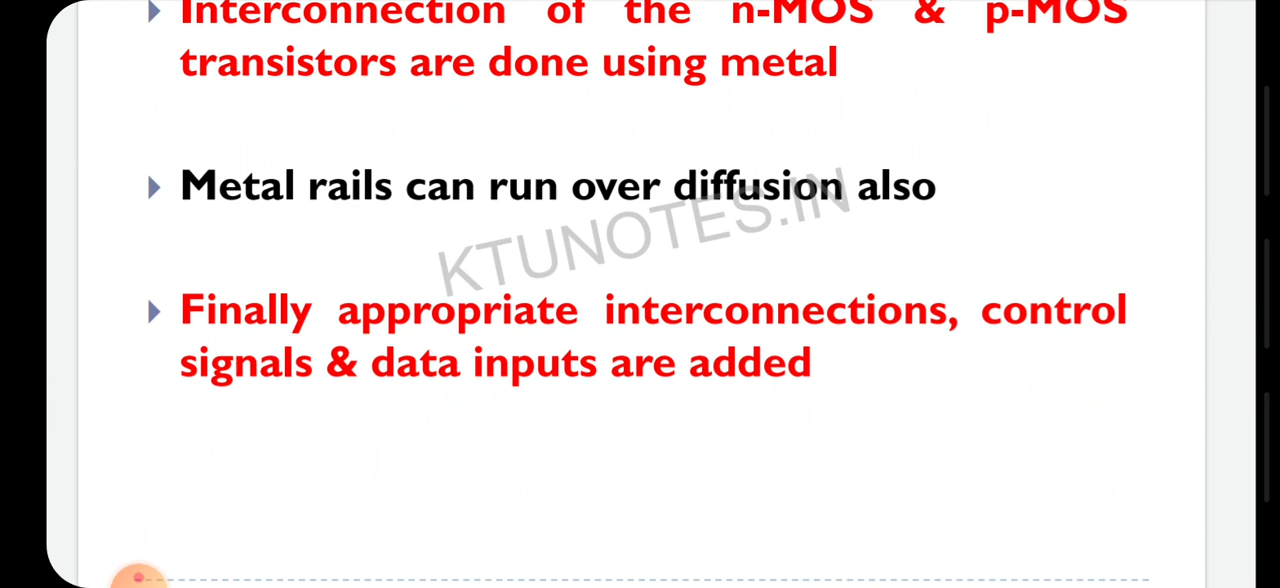 Interconnection of the n-MOS & p-MOS
transistors are done using metal
Metal rails can run over diffusion also
KTUNOTES.IN
Finally appropriate interconnections, control
signals & data inputs are added